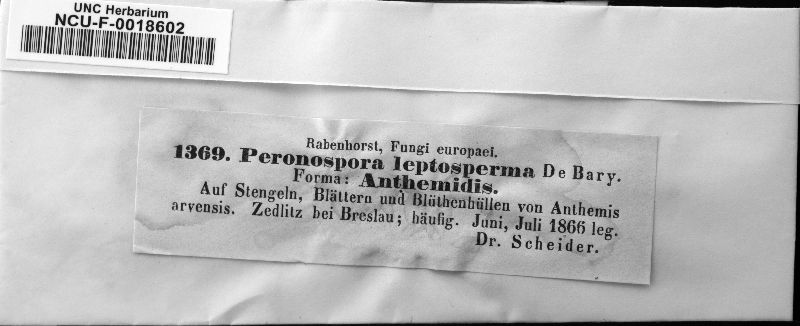 UNC Herbarium
NCU-F-0018602
Rabenhorst, Fungi europaei.
1369. Peronospora leptosperma De Bary.
Forma: Anthemidis.
Auf Stengeln, Blättern und Blüthenhüllen von Anthemis
arvensis. Zedlitz bei Breslau; häufig. Juni, Juli 1866 leg.
Dr. Scheider.